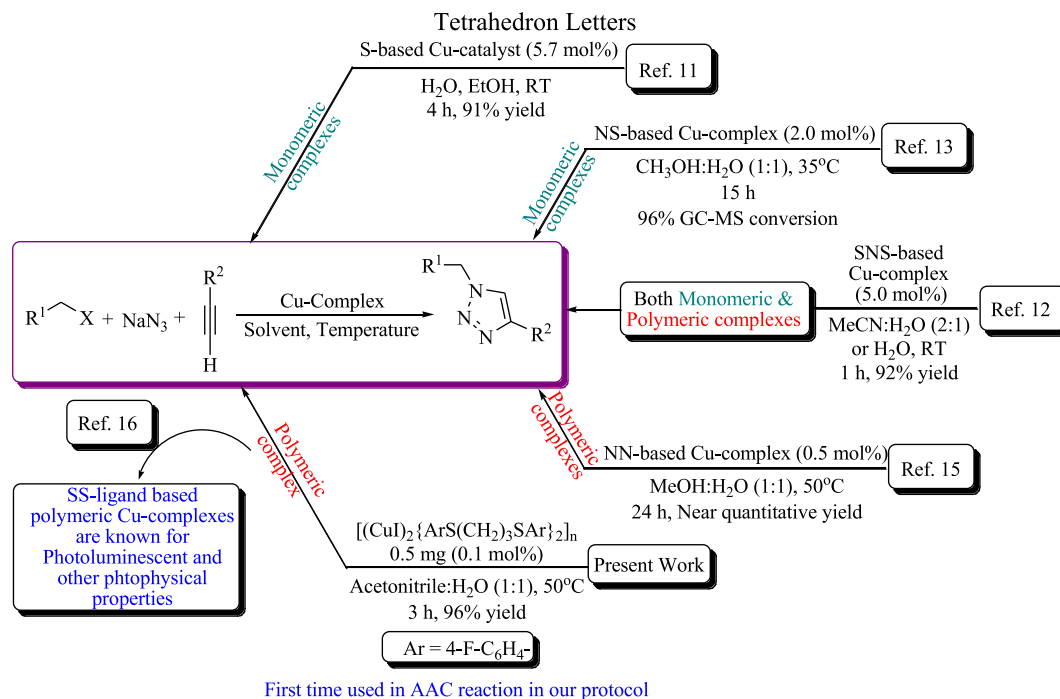 Tetrahedron Letters
S-based Cu-catalyst (5.7 mol%)
Ref. 11
H₂O, EtOH, RT
4 h, 91% yield
Monomeric
complexes
NS-based Cu-complex (2.0 mol%)
Ref. 13
CH₃OH:H₂O (1:1), 35°C
15 h
96% GC-MS conversion
Monomeric
complexes
R¹
X
+ NaN₃ +
R²
H
Cu-Complex
Solvent, Temperature
R¹
N
N
N
R²
Both Monomeric &
Polymeric complexes
SNS-based
Cu-complex
(5.0 mol%)
Ref. 12
MeCN:H₂O (2:1)
or H₂O, RT
1 h, 92% yield
Ref. 16
Polymeric
complex
Polymeric
complexes
NN-based Cu-complex (0.5 mol%)
Ref. 15
MeOH:H₂O (1:1), 50°C
24 h, Near quantitative yield
SS-ligand based
polymeric Cu-complexes
are known for
Photoluminescent and
other phtophysical
properties
[(CuI)₂{ArS(CH₂)₃SAr}₂]ₙ
0.5 mg (0.1 mol%)
Present Work
Acetonitrile:H₂O (1:1), 50°C
3 h, 96% yield
Ar = 4-F-C₆H₄-
First time used in AAC reaction in our protocol